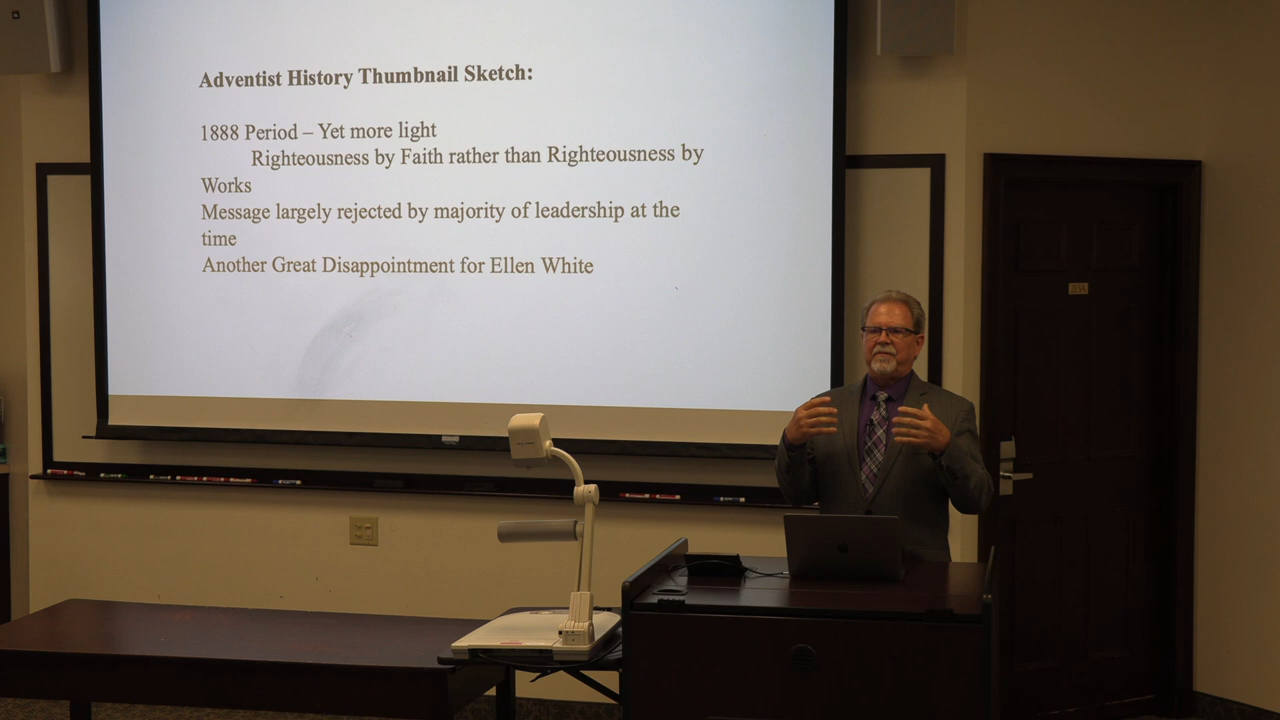 Adventist History Thumbnail Sketch:
1888 Period – Yet more light
Righteousness by Faith rather than Righteousness by
Works
Message largely rejected by majority of leadership at the
time
Another Great Disappointment for Ellen White